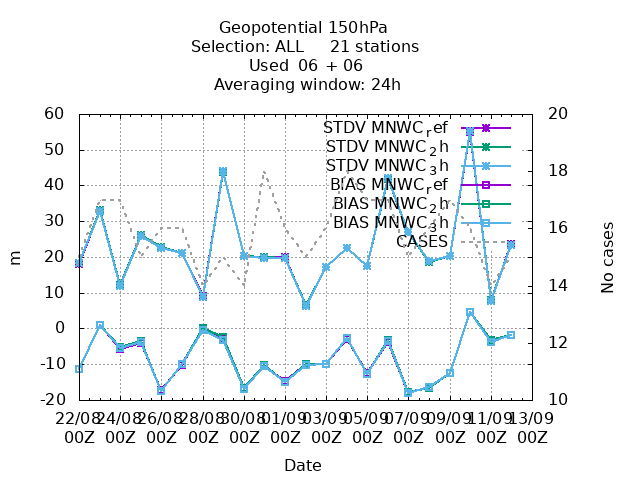 Geopotential 150hPa
Selection: ALL 21 stations
Used 06 + 06
Averaging window: 24h
60 20
STDV MNWC_ref
STDV MNWC_2h
50
STDV MNWC_3h
18
BIAS MNWC_ref
40
BIAS MNWC_2h
BIAS MNWC_3h
30 16
CASES
20
m
No cases
14
10
0
12
-10
-20 10
22/08 24/08 26/08 28/08 30/08 01/09 03/09 05/09 07/09 09/09 11/09 13/09
00Z 00Z 00Z 00Z 00Z 00Z 00Z 00Z 00Z 00Z 00Z 00Z
Date